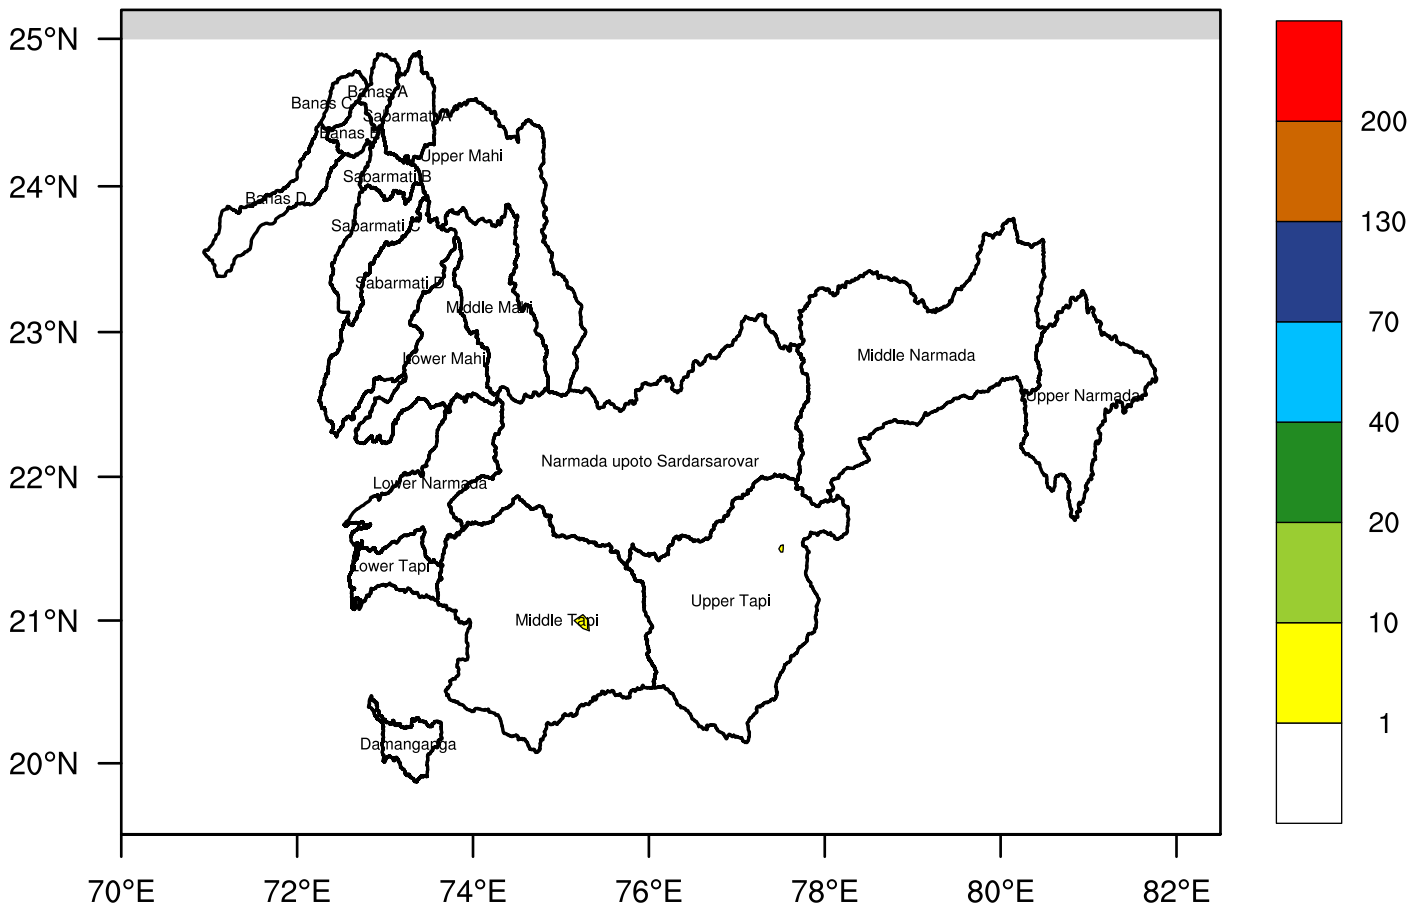 25°N
24°N
23°N
22°N
21°N
20°N
70°E
72°E
74°E
76°E
78°E
80°E
82°E
Banas A
Banas C
Sabarmati A
Banas B
Upper Mahi
Sabarmati B
Banas D
Sabarmati C
Sabarmati D
Middle Mahi
Lower Mahi
Middle Narmada
Upper Narmada
Narmada upoto Sardarsarovar
Lower Narmada
Lower Tapi
Upper Tapi
Middle Tapi
Damanganga
200
130
70
40
20
10
1